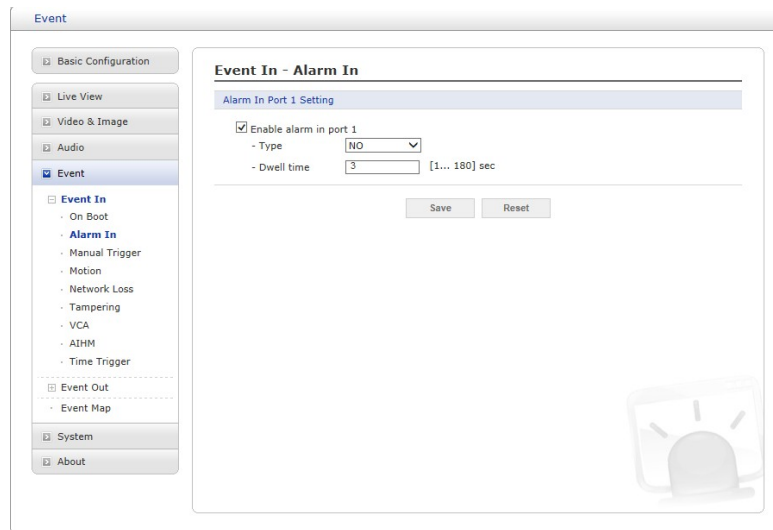 Event
Basic Configuration
Live View
Video & Image
Audio
Event
Event In
On Boot
Alarm In
Manual Trigger
Motion
Network Loss
Tampering
VCA
AIHM
Time Trigger
Event Out
Event Map
System
About
Event In - Alarm In
Alarm In Port 1 Setting
Enable alarm in port 1
- Type NO
- Dwell time 3 [1... 180] sec
Save Reset